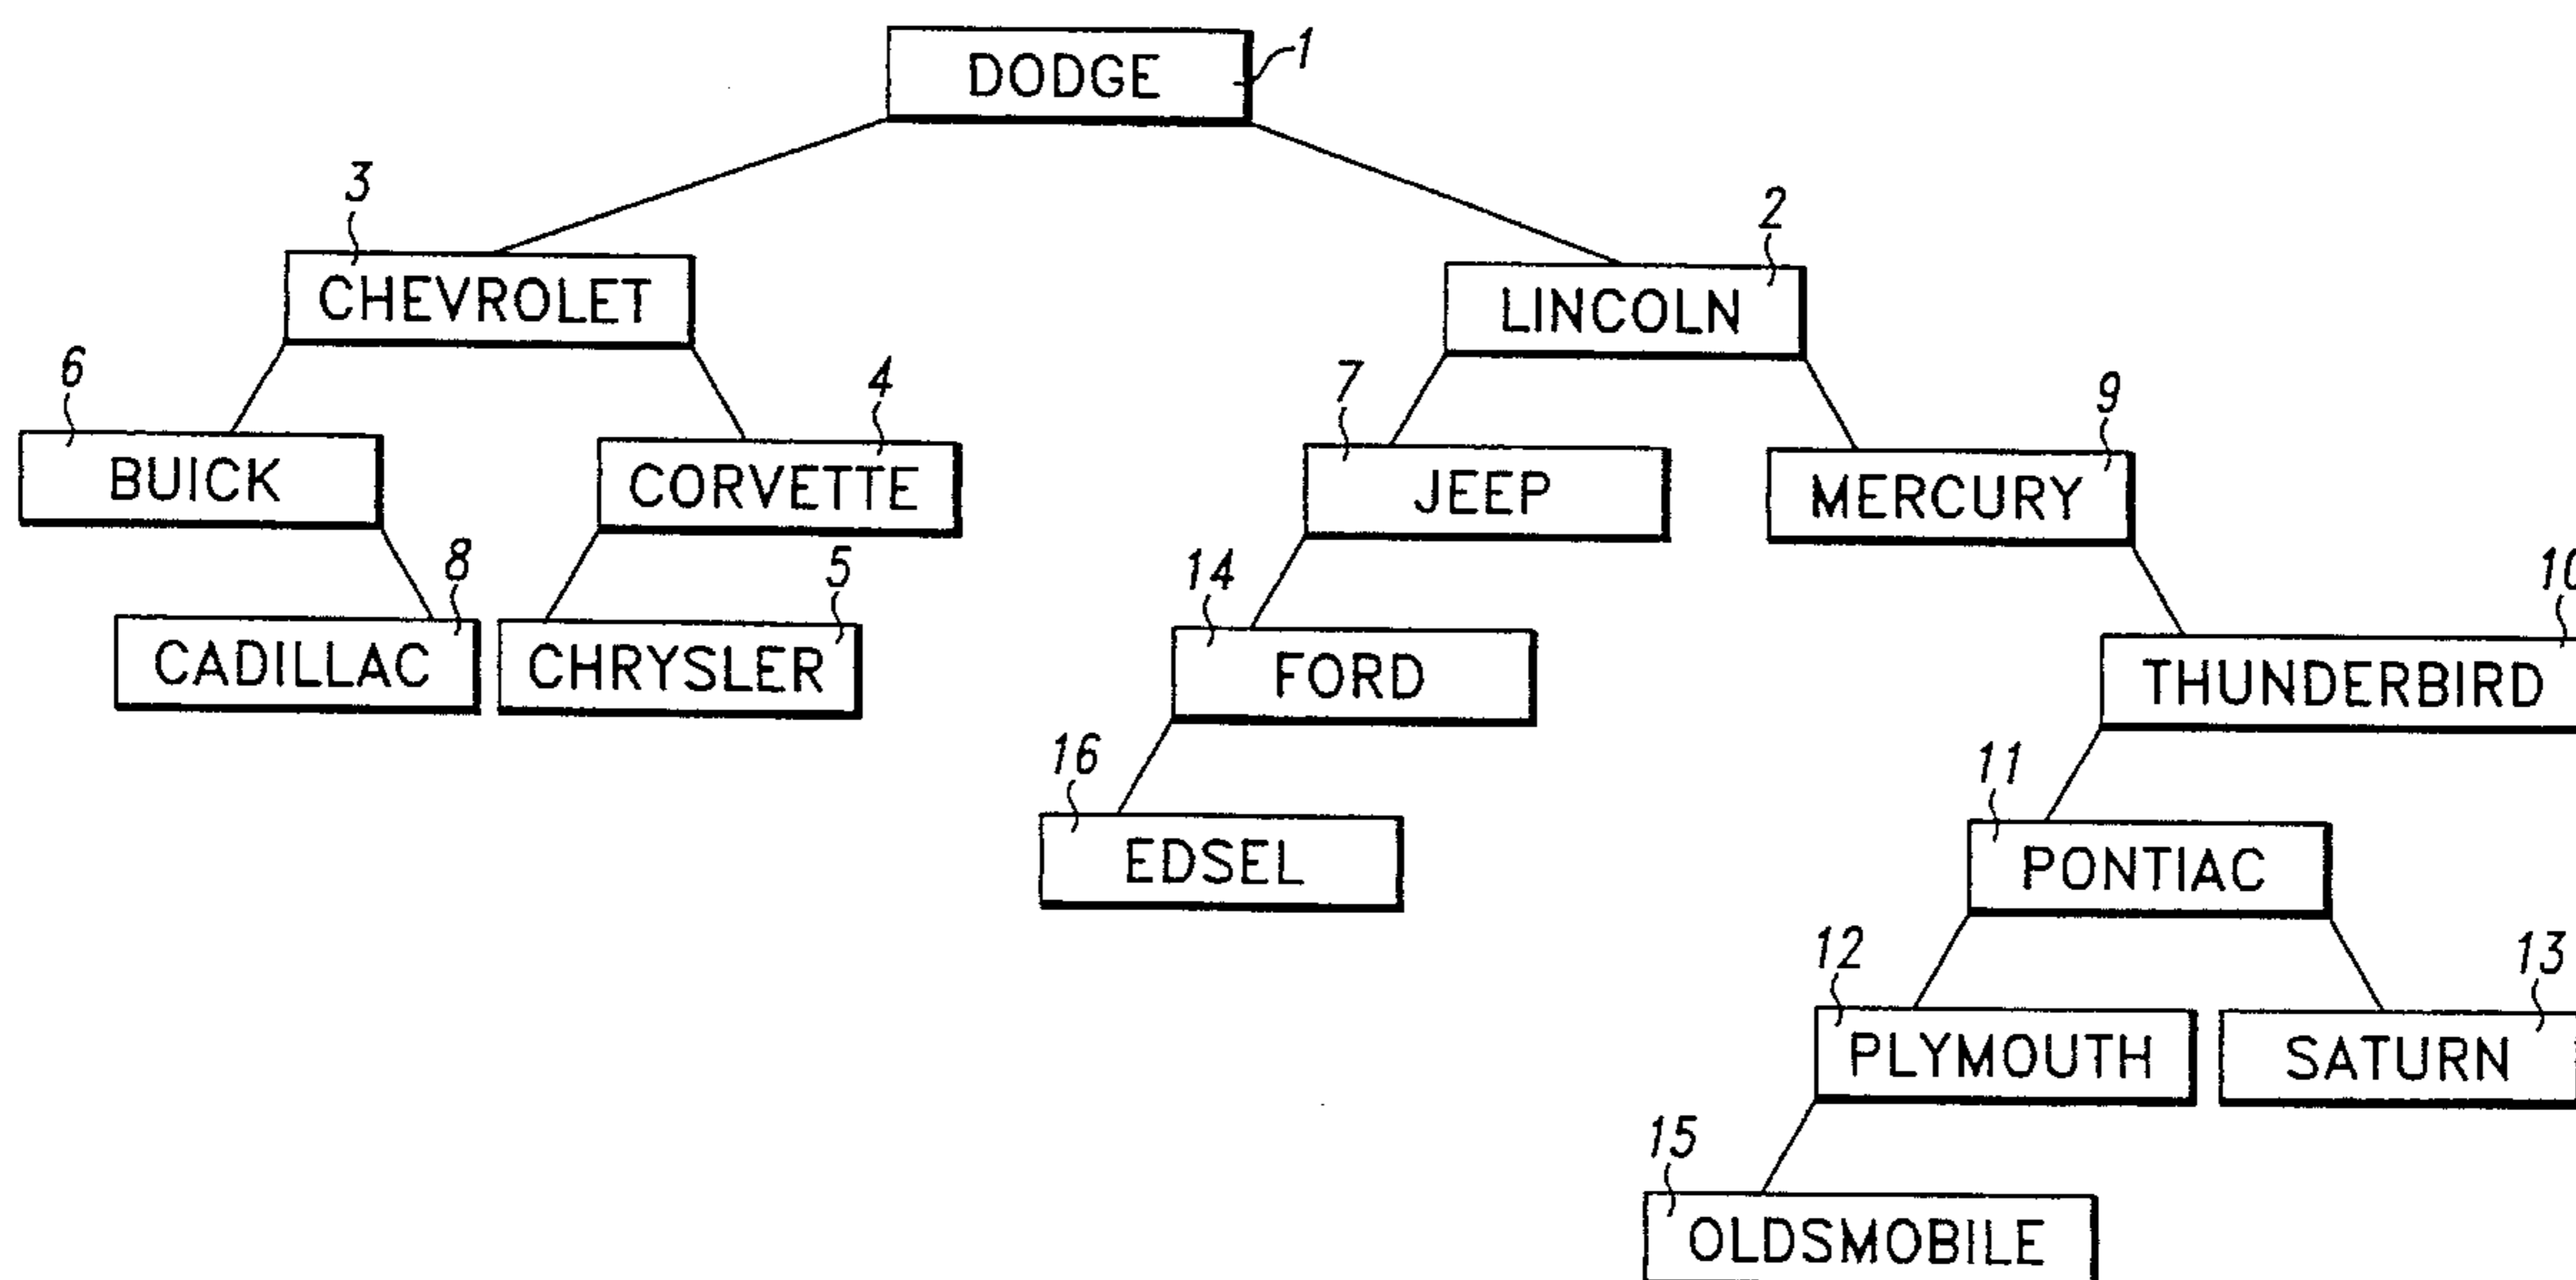 DODGE 1
3 2
CHEVROLET LINCOLN
6 4 7 9
BUICK CORVETTE JEEP MERCURY
8 5 14 10
CADILLAC CHRYSLER FORD THUNDERBIRD
16 11
EDSEL PONTIAC
12 13
PLYMOUTH SATURN
15
OLDSMOBILE